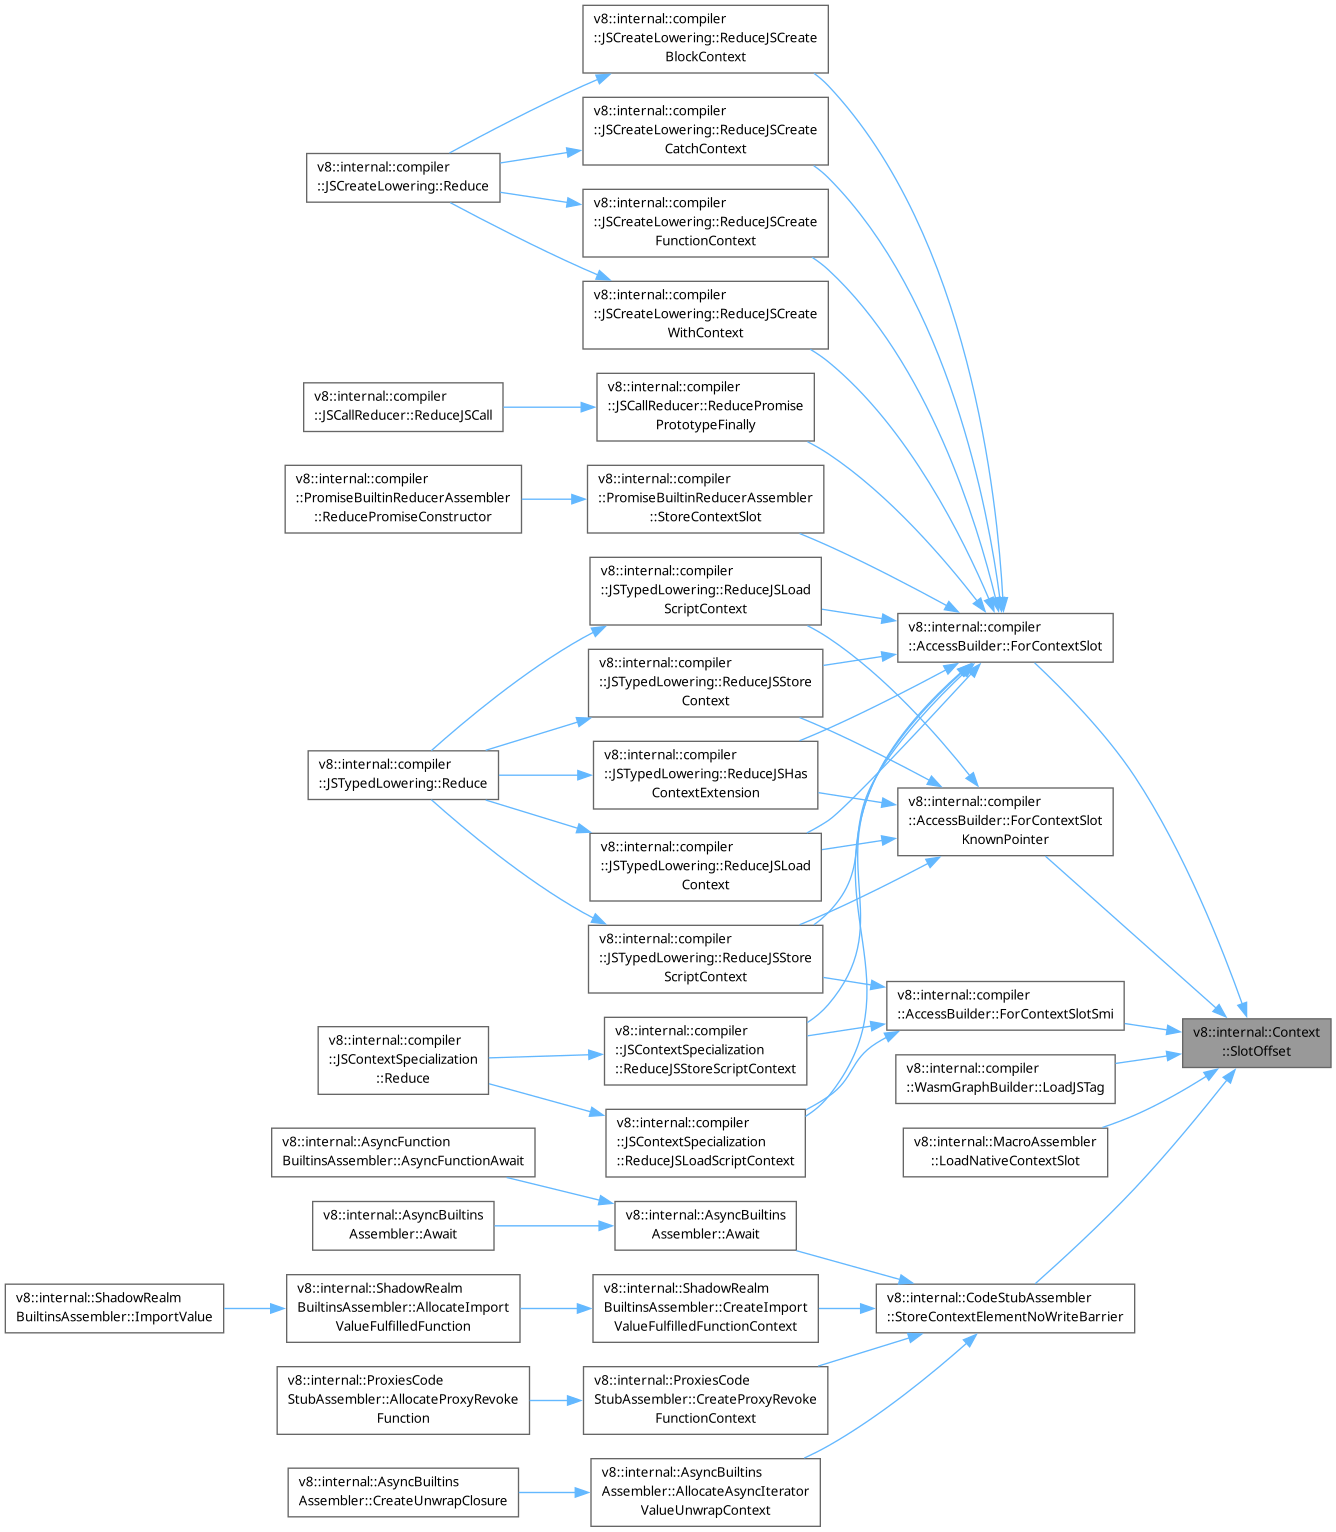 v8::internal::compiler
::JSCreateLowering::ReduceJSCreate
BlockContext
v8::internal::compiler
::JSCreateLowering::ReduceJSCreate
CatchContext
v8::internal::compiler
::JSCreateLowering::Reduce
v8::internal::compiler
::JSCreateLowering::ReduceJSCreate
FunctionContext
v8::internal::compiler
::JSCreateLowering::ReduceJSCreate
WithContext
v8::internal::compiler
::JSCallReducer::ReduceJSCall
v8::internal::compiler
::JSCallReducer::ReducePromise
PrototypeFinally
v8::internal::compiler
::PromiseBuiltinReducerAssembler
::ReducePromiseConstructor
v8::internal::compiler
::PromiseBuiltinReducerAssembler
::StoreContextSlot
v8::internal::compiler
::JSTypedLowering::ReduceJSLoad
ScriptContext
v8::internal::compiler
::AccessBuilder::ForContextSlot
v8::internal::compiler
::JSTypedLowering::ReduceJSStore
Context
v8::internal::compiler
::JSTypedLowering::Reduce
v8::internal::compiler
::JSTypedLowering::ReduceJSHas
ContextExtension
v8::internal::compiler
::AccessBuilder::ForContextSlot
KnownPointer
v8::internal::compiler
::JSTypedLowering::ReduceJSLoad
Context
v8::internal::compiler
::JSTypedLowering::ReduceJSStore
ScriptContext
v8::internal::compiler
::AccessBuilder::ForContextSlotSmi
v8::internal::Context
::SlotOffset
v8::internal::compiler
::JSContextSpecialization
::Reduce
v8::internal::compiler
::JSContextSpecialization
::ReduceJSStoreScriptContext
v8::internal::compiler
::WasmGraphBuilder::LoadJSTag
v8::internal::compiler
::JSContextSpecialization
::ReduceJSLoadScriptContext
v8::internal::MacroAssembler
::LoadNativeContextSlot
v8::internal::AsyncFunction
BuiltinsAssembler::AsyncFunctionAwait
v8::internal::AsyncBuiltins
Assembler::Await
v8::internal::AsyncBuiltins
Assembler::Await
v8::internal::ShadowRealm
BuiltinsAssembler::ImportValue
v8::internal::ShadowRealm
BuiltinsAssembler::AllocateImport
ValueFulfilledFunction
v8::internal::ShadowRealm
BuiltinsAssembler::CreateImport
ValueFulfilledFunctionContext
v8::internal::CodeStubAssembler
::StoreContextElementNoWriteBarrier
v8::internal::ProxiesCode
StubAssembler::AllocateProxyRevoke
Function
v8::internal::ProxiesCode
StubAssembler::CreateProxyRevoke
FunctionContext
v8::internal::AsyncBuiltins
Assembler::CreateUnwrapClosure
v8::internal::AsyncBuiltins
Assembler::AllocateAsyncIterator
ValueUnwrapContext